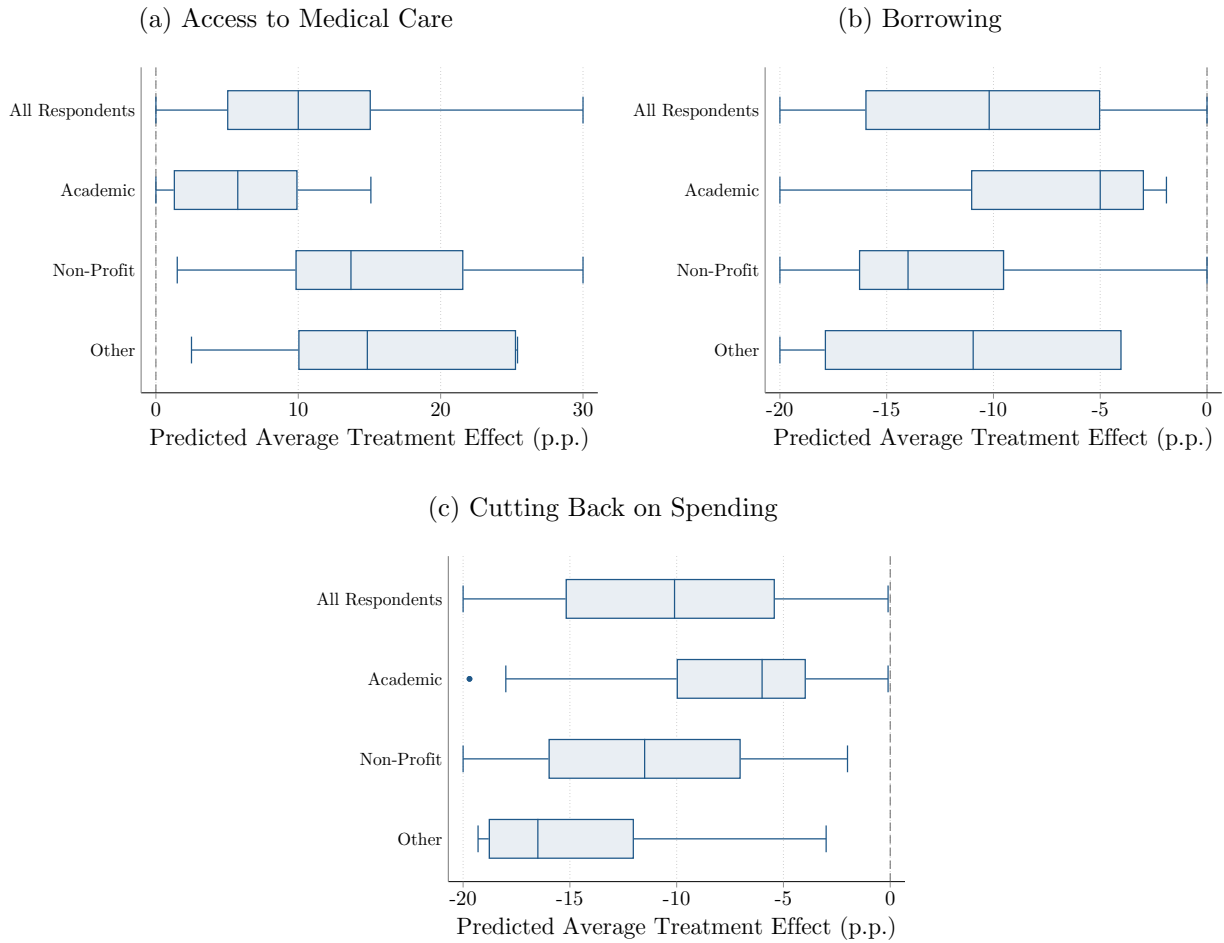 (a) Access to Medical Care
All Respondents
Academic
Non-Profit
Other
0 10 20 30
Predicted Average Treatment Effect (p.p.)
(b) Borrowing
All Respondents
Academic
Non-Profit
Other
-20 -15 -10 -5 0
Predicted Average Treatment Effect (p.p.)
(c) Cutting Back on Spending
All Respondents
Academic
Non-Profit
Other
-20 -15 -10 -5 0
Predicted Average Treatment Effect (p.p.)